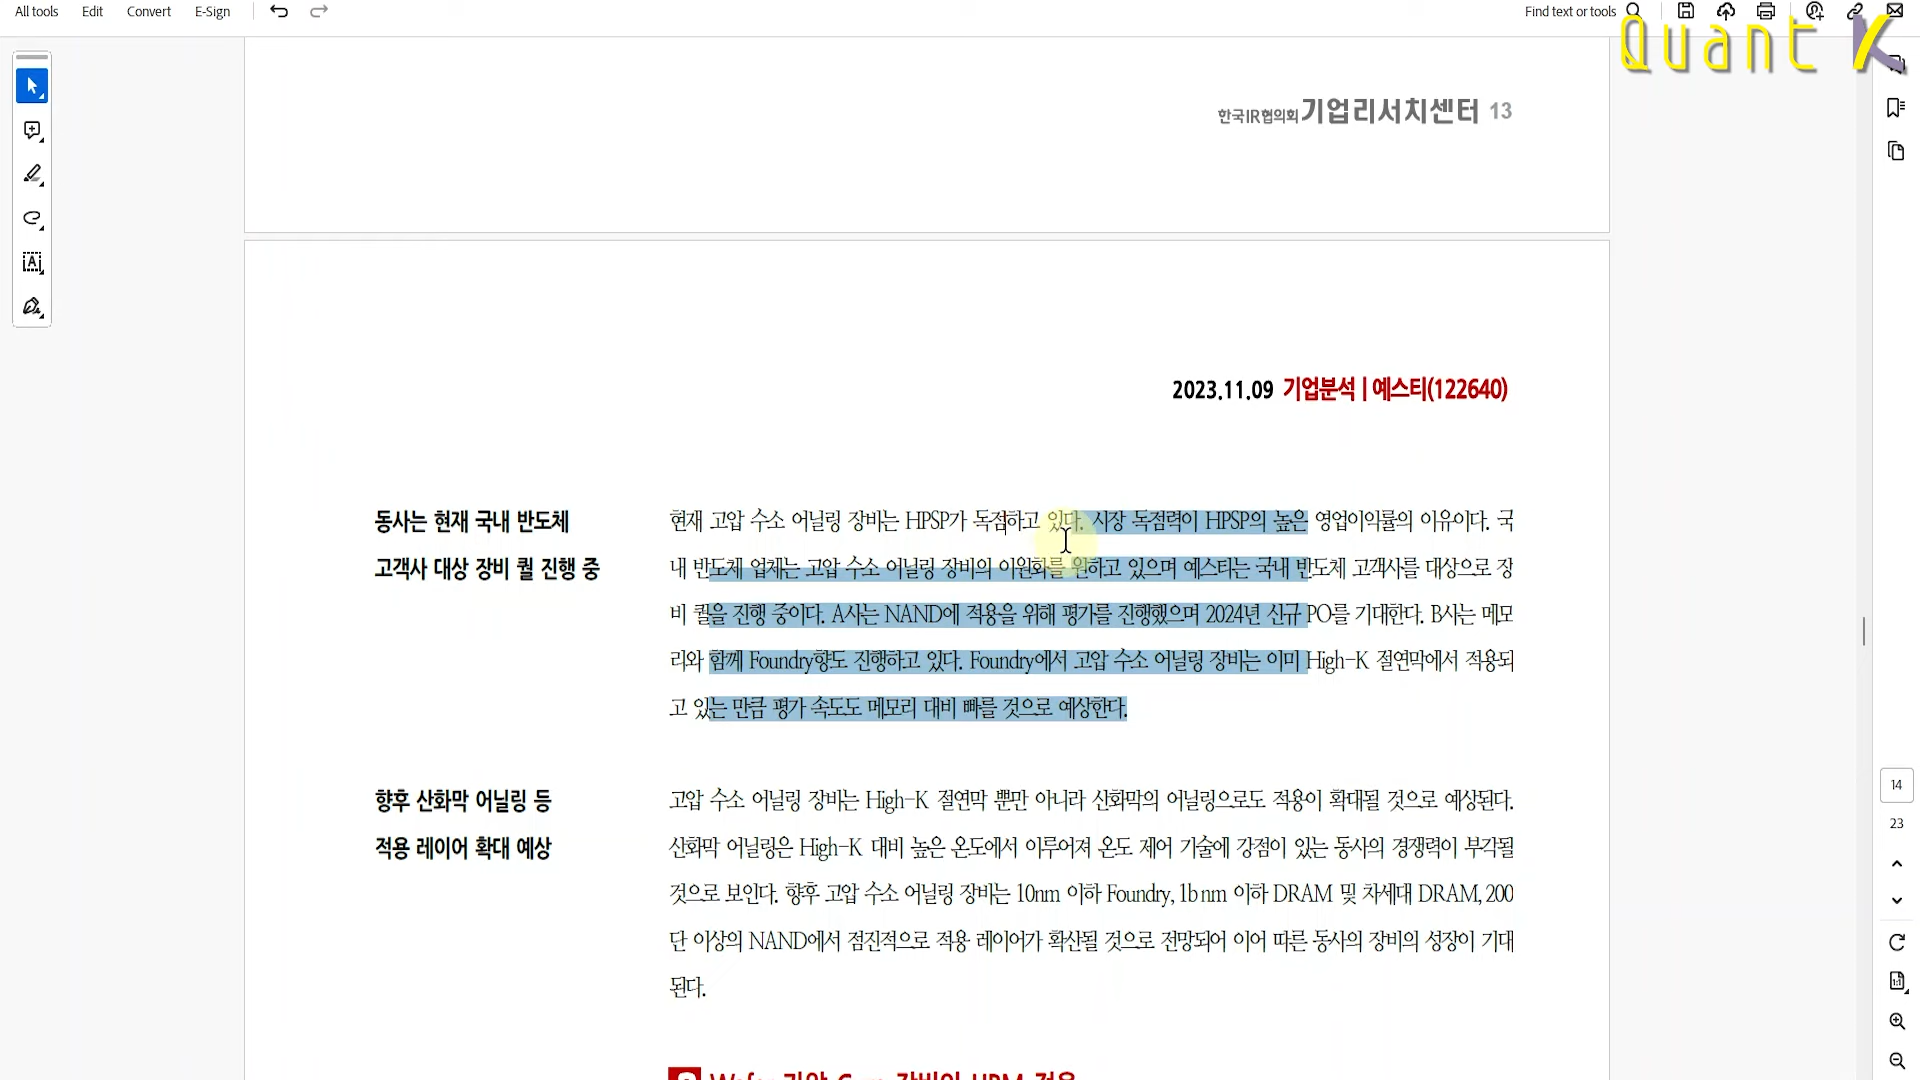 All tools Edit Convert E-Sign Find text or tools
Quant K
한국IR협의회기업리서치센터 13
2023.11.09 기업분석 | 예스티(122640)
동사는 현재 국내 반도체
고객사 대상 장비 퀄 진행 중
현재 고압 수소 어닐링 장비는 HPSP가 독점하고 있다. 시장 독점력이 HPSP의 높은 영업이익률의 이유이다. 국
내 반도체 업체는 고압 수소 어닐링 장비의 이원화를 원하고 있으며 예스티는 국내 반도체 고객사를 대상으로 장
비 퀄을 진행 중이다. A사는 NAND에 적용을 위해 평가를 진행했으며 2024년 신규 PO를 기대한다. B사는 메모
리와 함께 Foundry향도 진행하고 있다. Foundry에서 고압 수소 어닐링 장비는 이미 High-K 절연막에서 적용되
고 있는 만큼 평가 속도도 메모리 대비 빠를 것으로 예상한다.
향후 산화막 어닐링 등
적용 레이어 확대 예상
고압 수소 어닐링 장비는 High-K 절연막 뿐만 아니라 산화막의 어닐링으로도 적용이 확대될 것으로 예상된다.
산화막 어닐링은 High-K 대비 높은 온도에서 이루어져 온도 제어 기술에 강점이 있는 동사의 경쟁력이 부각될
것으로 보인다. 향후 고압 수소 어닐링 장비는 10nm 이하 Foundry, 1b nm 이하 DRAM 및 차세대 DRAM, 200
단 이상의 NAND에서 점진적으로 적용 레이어가 확산될 것으로 전망되어 이어 따른 동사의 장비의 성장이 기대
된다.
14
23